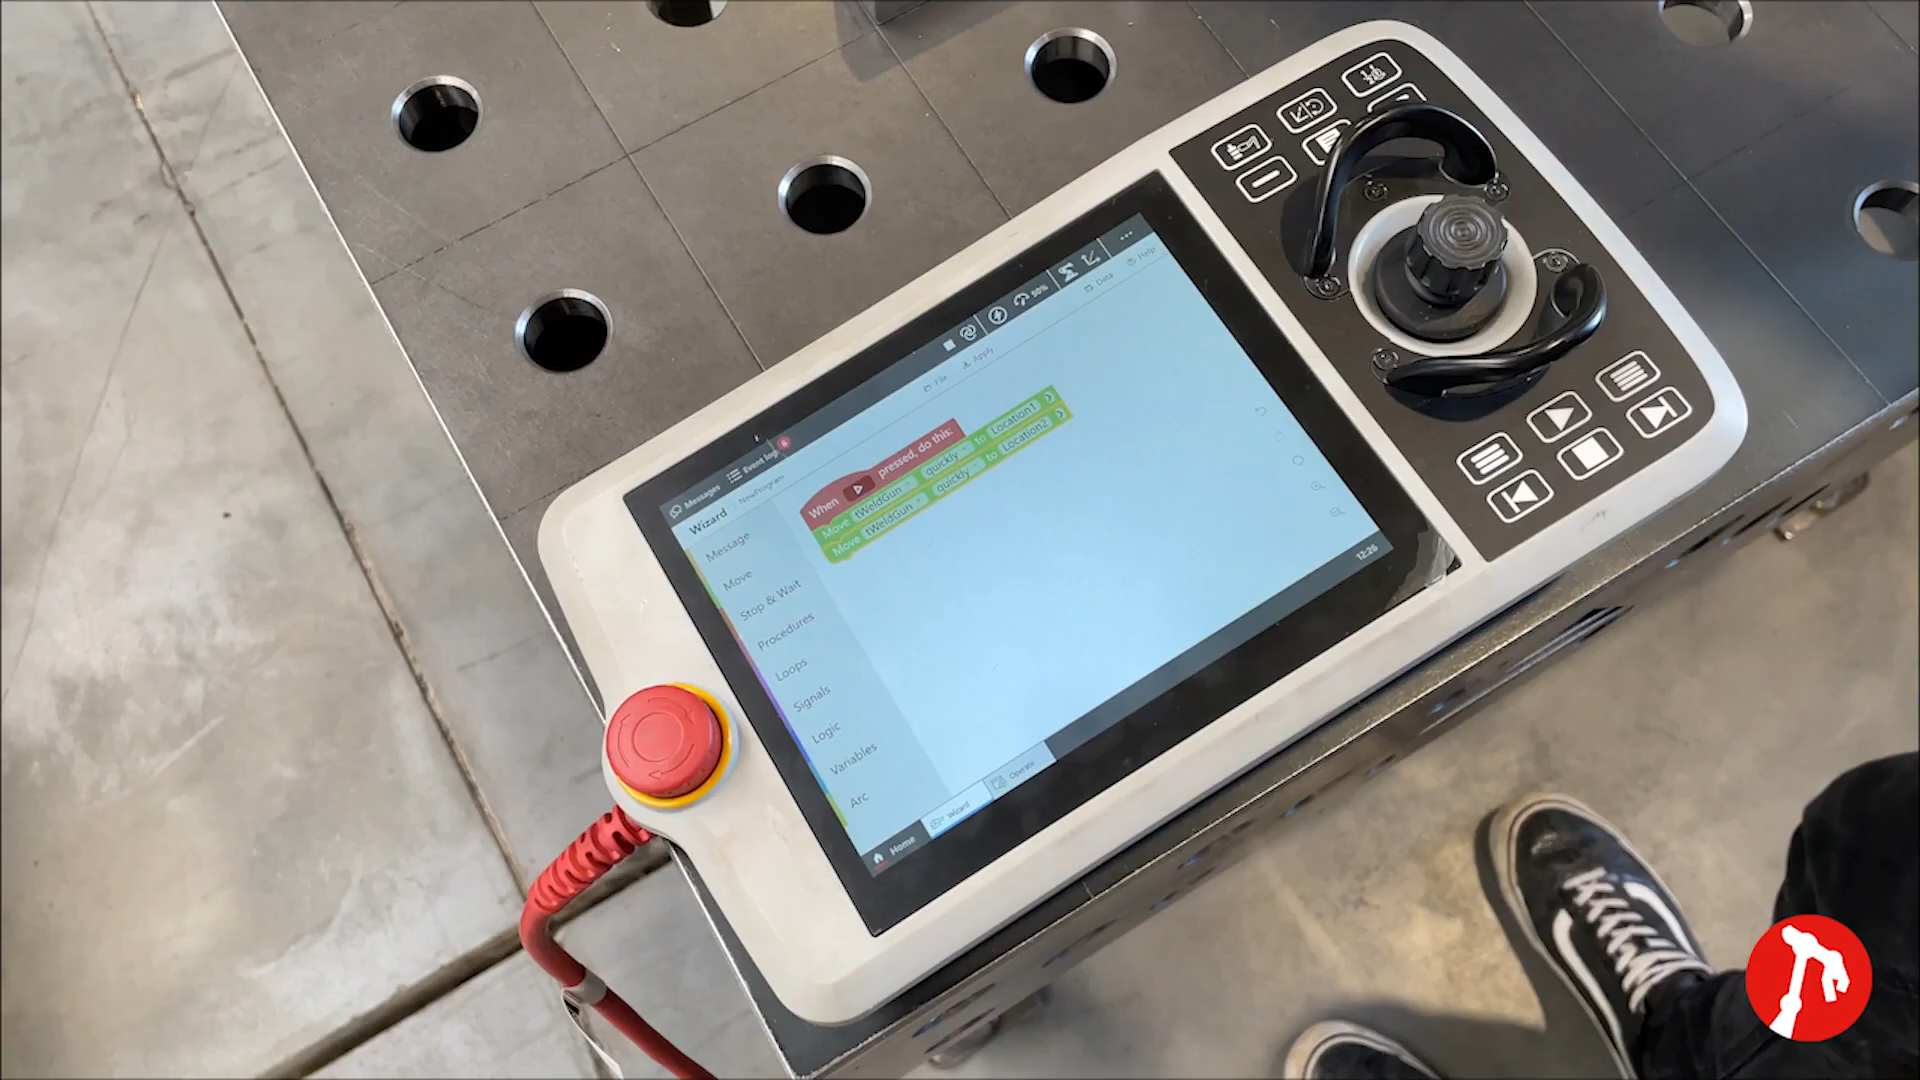 Messages
Event log
6
50%
Wizard
NewProgram
File
Apply
Data
Help
Message
Move
Stop & Wait
Procedures
Loops
Signals
Logic
Variables
Arc
When pressed, do this:
Move tWeldGun quickly to Location1
Move tWeldGun quickly to Location2
12:26
Home
Wizard
Operate